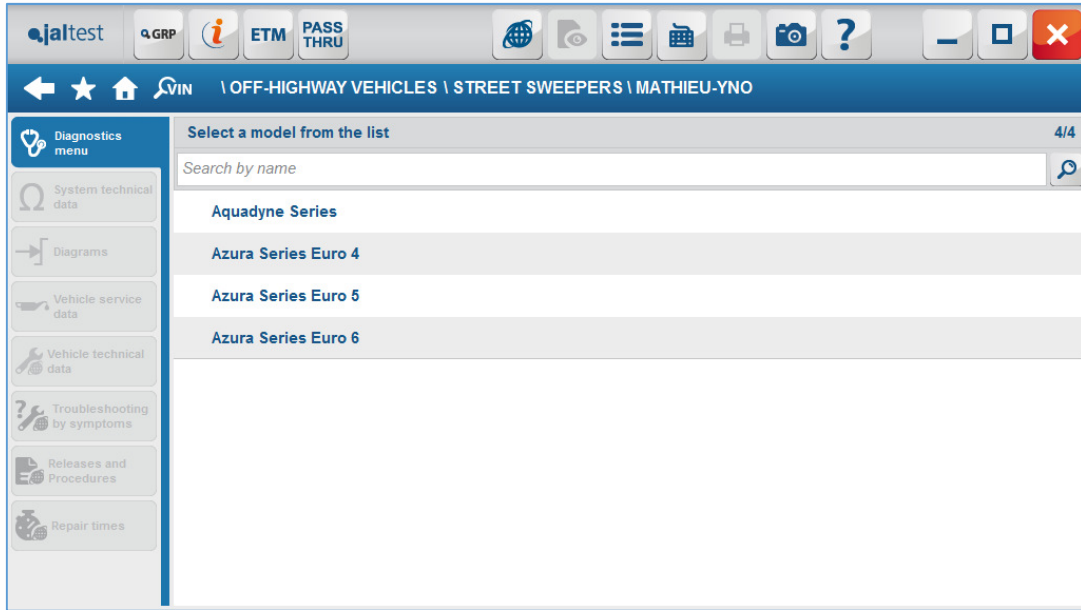 jaltest GRP i ETM PASS THRU ?
VIN \ OFF-HIGHWAY VEHICLES \ STREET SWEEPERS \ MATHIEU-YNO
Diagnostics
menu
System technical
data
Diagrams
Vehicle service
data
Vehicle technical
data
Troubleshooting
by symptoms
Releases and
Procedures
Repair times
Select a model from the list 4/4
Search by name
Aquadyne Series
Azura Series Euro 4
Azura Series Euro 5
Azura Series Euro 6